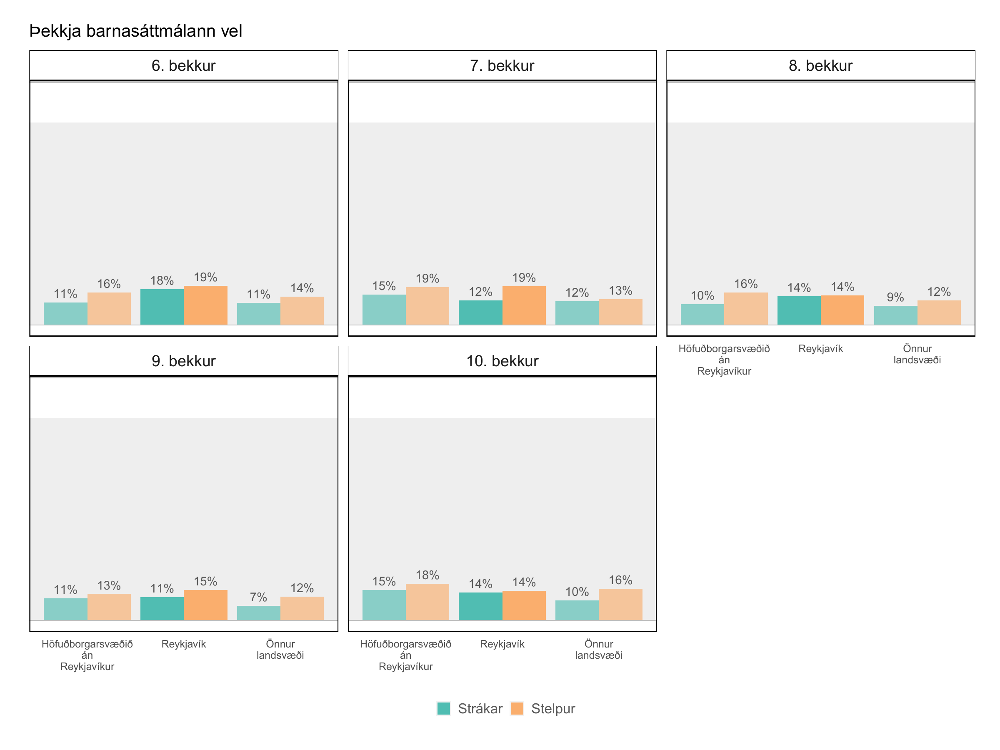 Þekkja barnasáttmálann vel
6. bekkur
7. bekkur
8. bekkur
11% 16% 18% 19% 11% 14%
15% 19% 12% 19% 12% 13%
10% 16% 14% 14% 9% 12%
Höfuðborgarsvæðið
án
Reykjavíkur
Reykjavík
Önnur
landsvæði
9. bekkur
10. bekkur
11% 13% 11% 15% 7% 12%
15% 18% 14% 14% 10% 16%
Höfuðborgarsvæðið
án
Reykjavíkur
Reykjavík
Önnur
landsvæði
Höfuðborgarsvæðið
án
Reykjavíkur
Reykjavík
Önnur
landsvæði
Strákar Stelpur